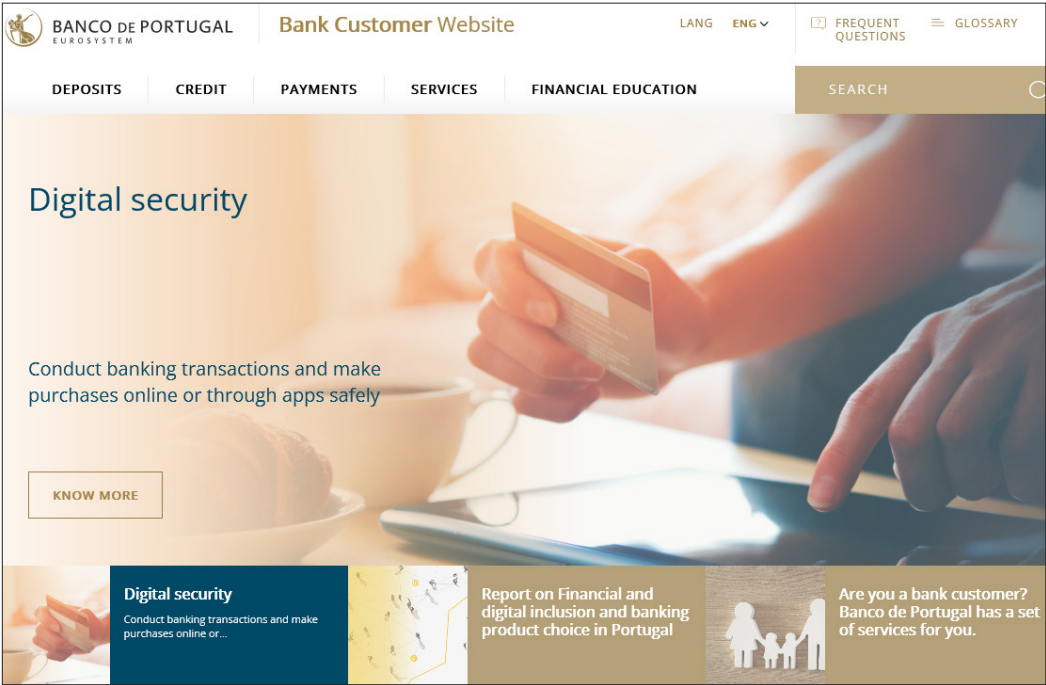 BANCO DE PORTUGAL
EUROSYSTEM
Bank Customer Website
LANG ENG
FREQUENT
QUESTIONS
GLOSSARY
DEPOSITS CREDIT PAYMENTS SERVICES FINANCIAL EDUCATION
SEARCH
Digital security
Conduct banking transactions and make
purchases online or through apps safely
KNOW MORE
Digital security
Conduct banking transactions and make
purchases online or...
Report on Financial and
digital inclusion and banking
product choice in Portugal
Are you a bank customer?
Banco de Portugal has a set
of services for you.